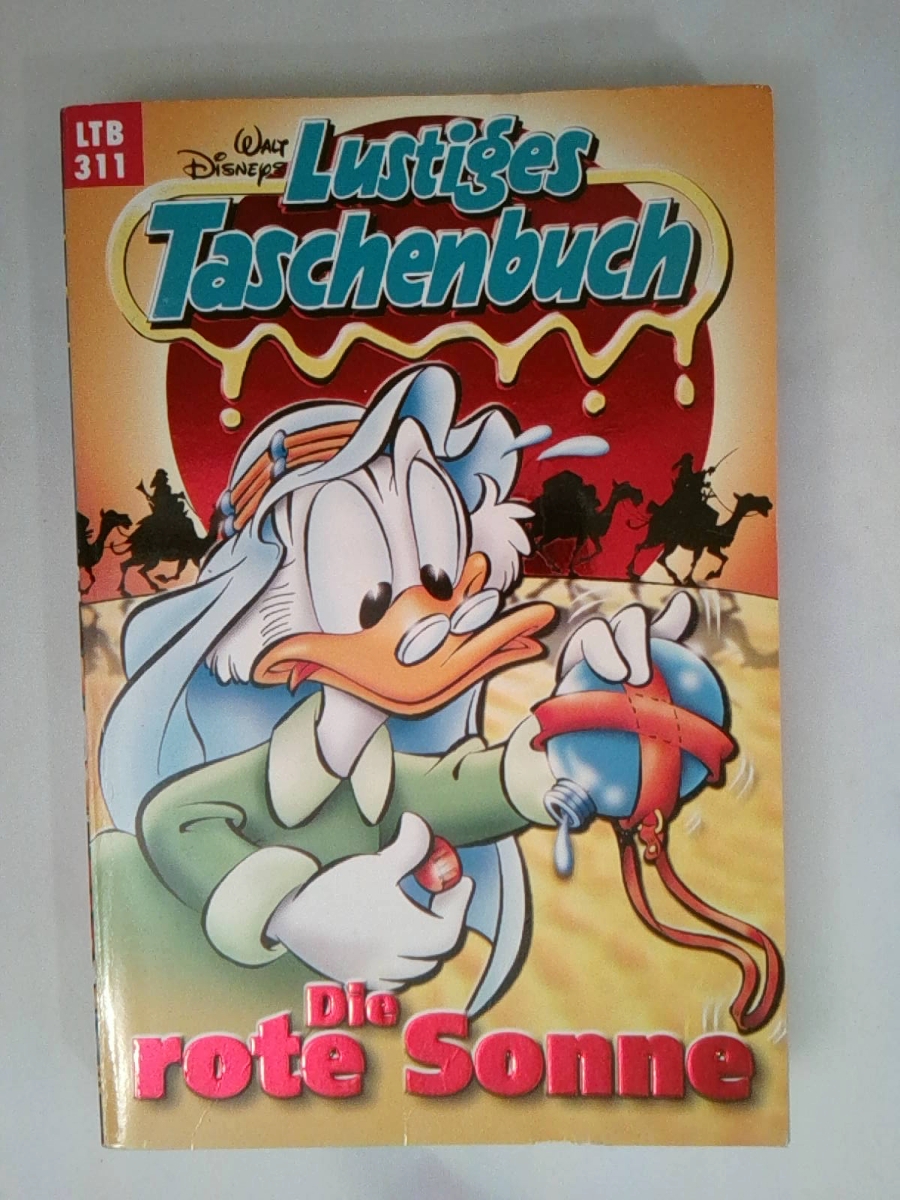 LTB
311
Walt
Disneys
Lustiges
Taschenbuch
Die
rote Sonne